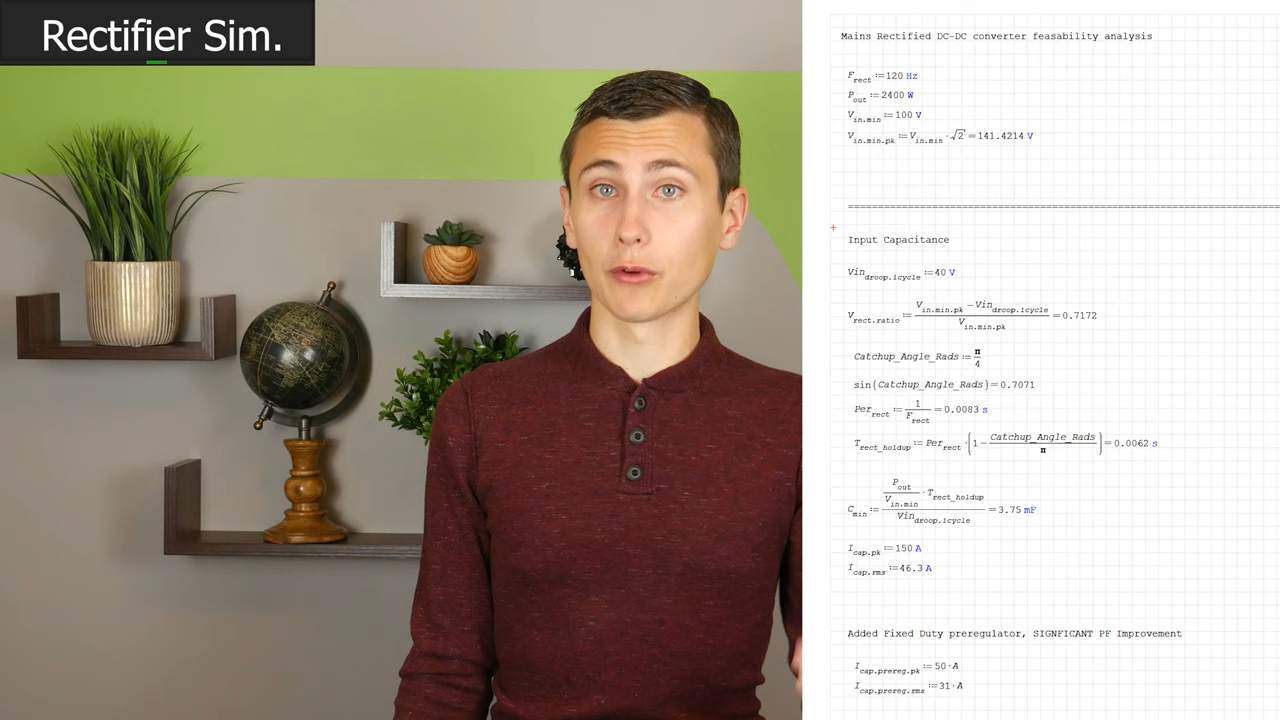 Rectifier Sim.
Mains Rectified DC-DC converter feasability analysis
F_rect := 120 Hz
P_out := 2400 W
V_in.min := 100 V
V_in.min.pk := V_in.min · √2 = 141.4214 V
Input Capacitance
Vin_droop.1cycle := 40 V
V_rect.ratio := (V_in.min.pk − Vin_droop.1cycle) / V_in.min.pk = 0.7172
Catchup_Angle_Rads := π / 4
sin(Catchup_Angle_Rads) = 0.7071
Per_rect := 1 / F_rect = 0.0083 s
T_rect_holdup := Per_rect · (1 − Catchup_Angle_Rads / π) = 0.0062 s
C_min := (P_out / V_in.min · T_rect_holdup) / Vin_droop.1cycle = 3.75 mF
I_cap.pk := 150 A
I_cap.rms := 46.3 A
Added Fixed Duty preregulator, SIGNFICANT PF Improvement
I_cap.prereg.pk := 50 · A
I_cap.prereg.rms := 31 · A